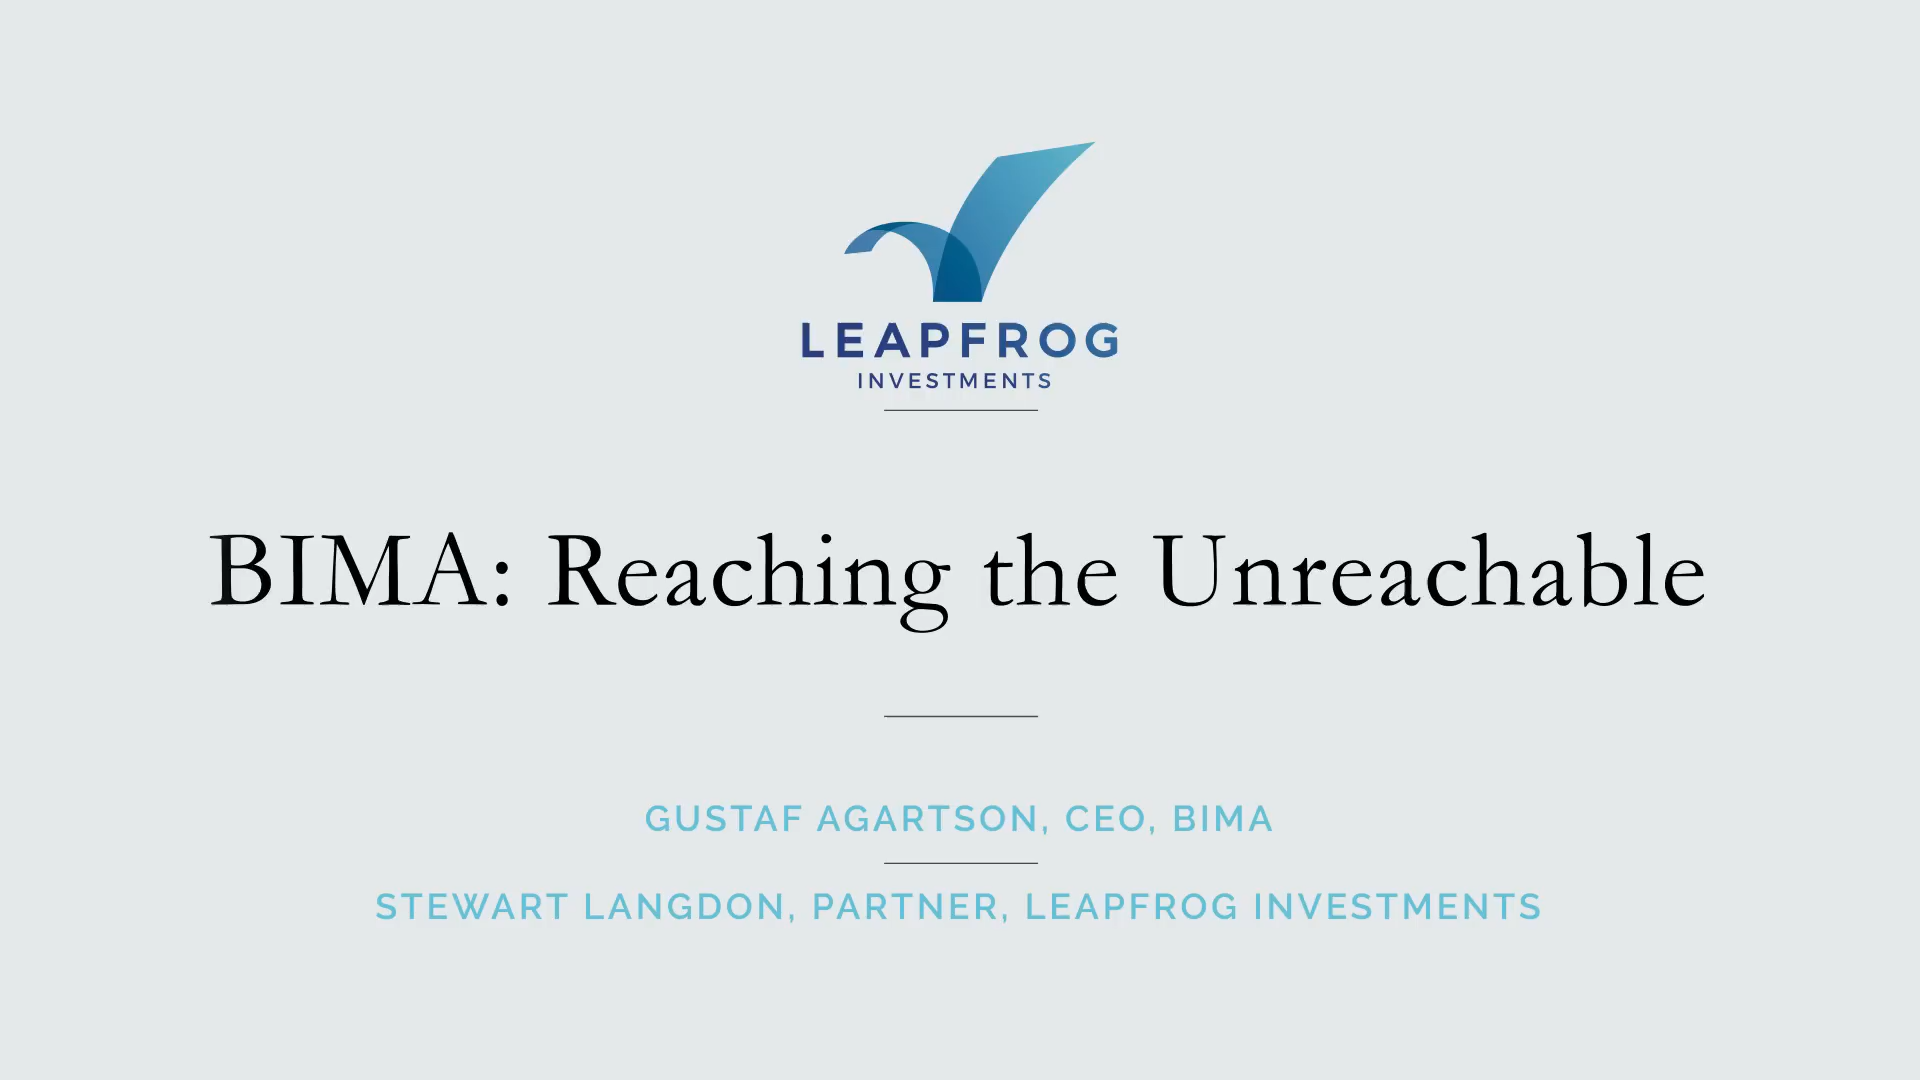 LEAPFROG
INVESTMENTS
BIMA: Reaching the Unreachable
GUSTAF AGARTSON, CEO, BIMA
STEWART LANGDON, PARTNER, LEAPFROG INVESTMENTS